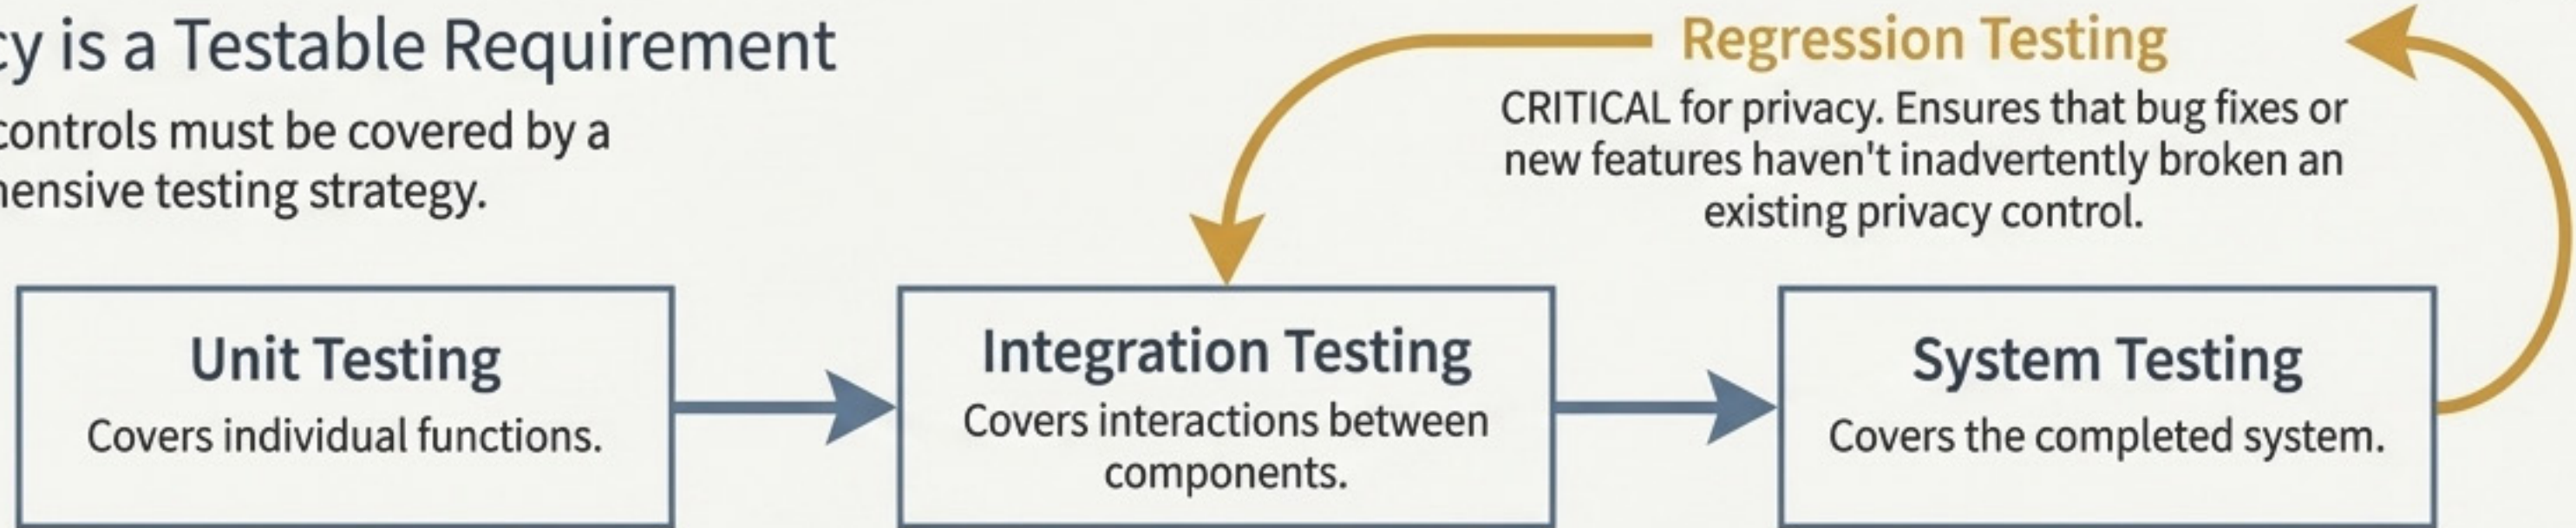 cy is a Testable Requirement
controls must be covered by a
hensive testing strategy.
Regression Testing
CRITICAL for privacy. Ensures that bug fixes or
new features haven't inadvertently broken an
existing privacy control.
Unit Testing
Covers individual functions.
Integration Testing
Covers interactions between
components.
System Testing
Covers the completed system.